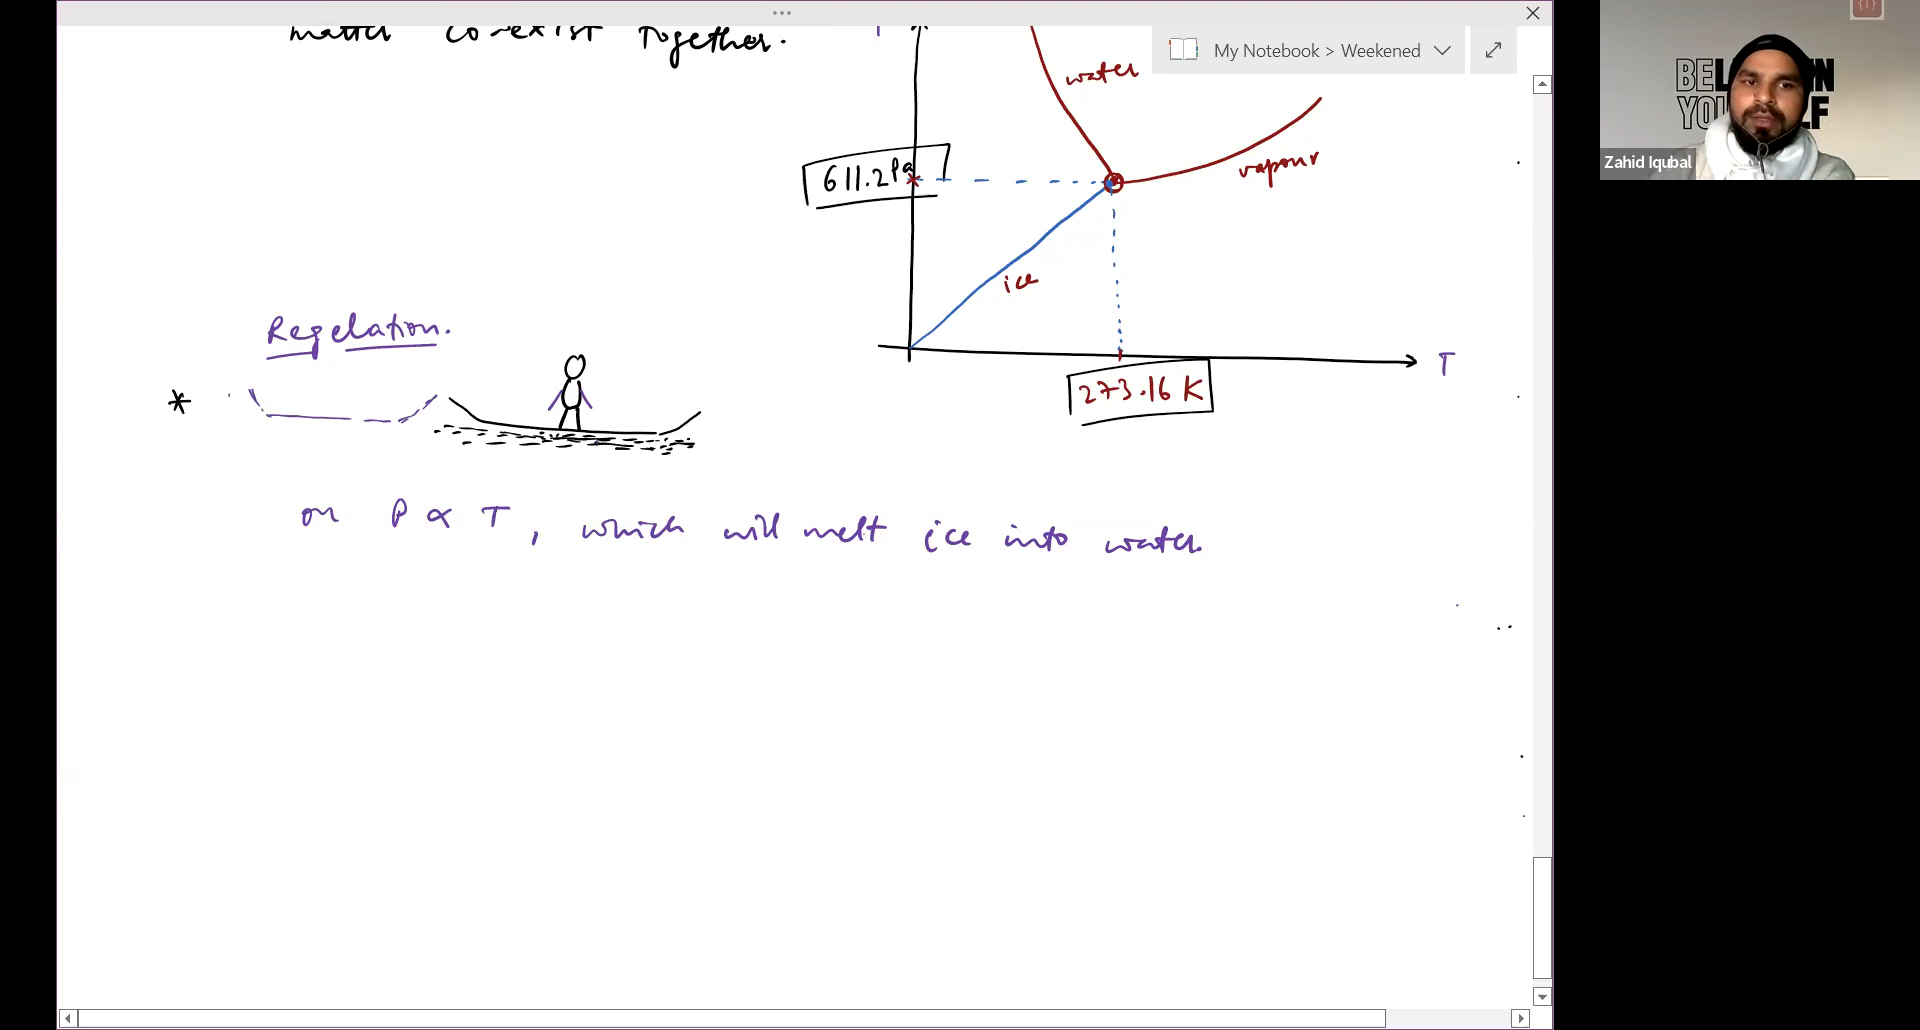 matter co-exist together.
My Notebook > Weekened
water
611.2 Pa
vapour
ice
Regelation.
T
273.16 K
*
on P ∝ T, which will melt ice into water.
Zahid Iqubal